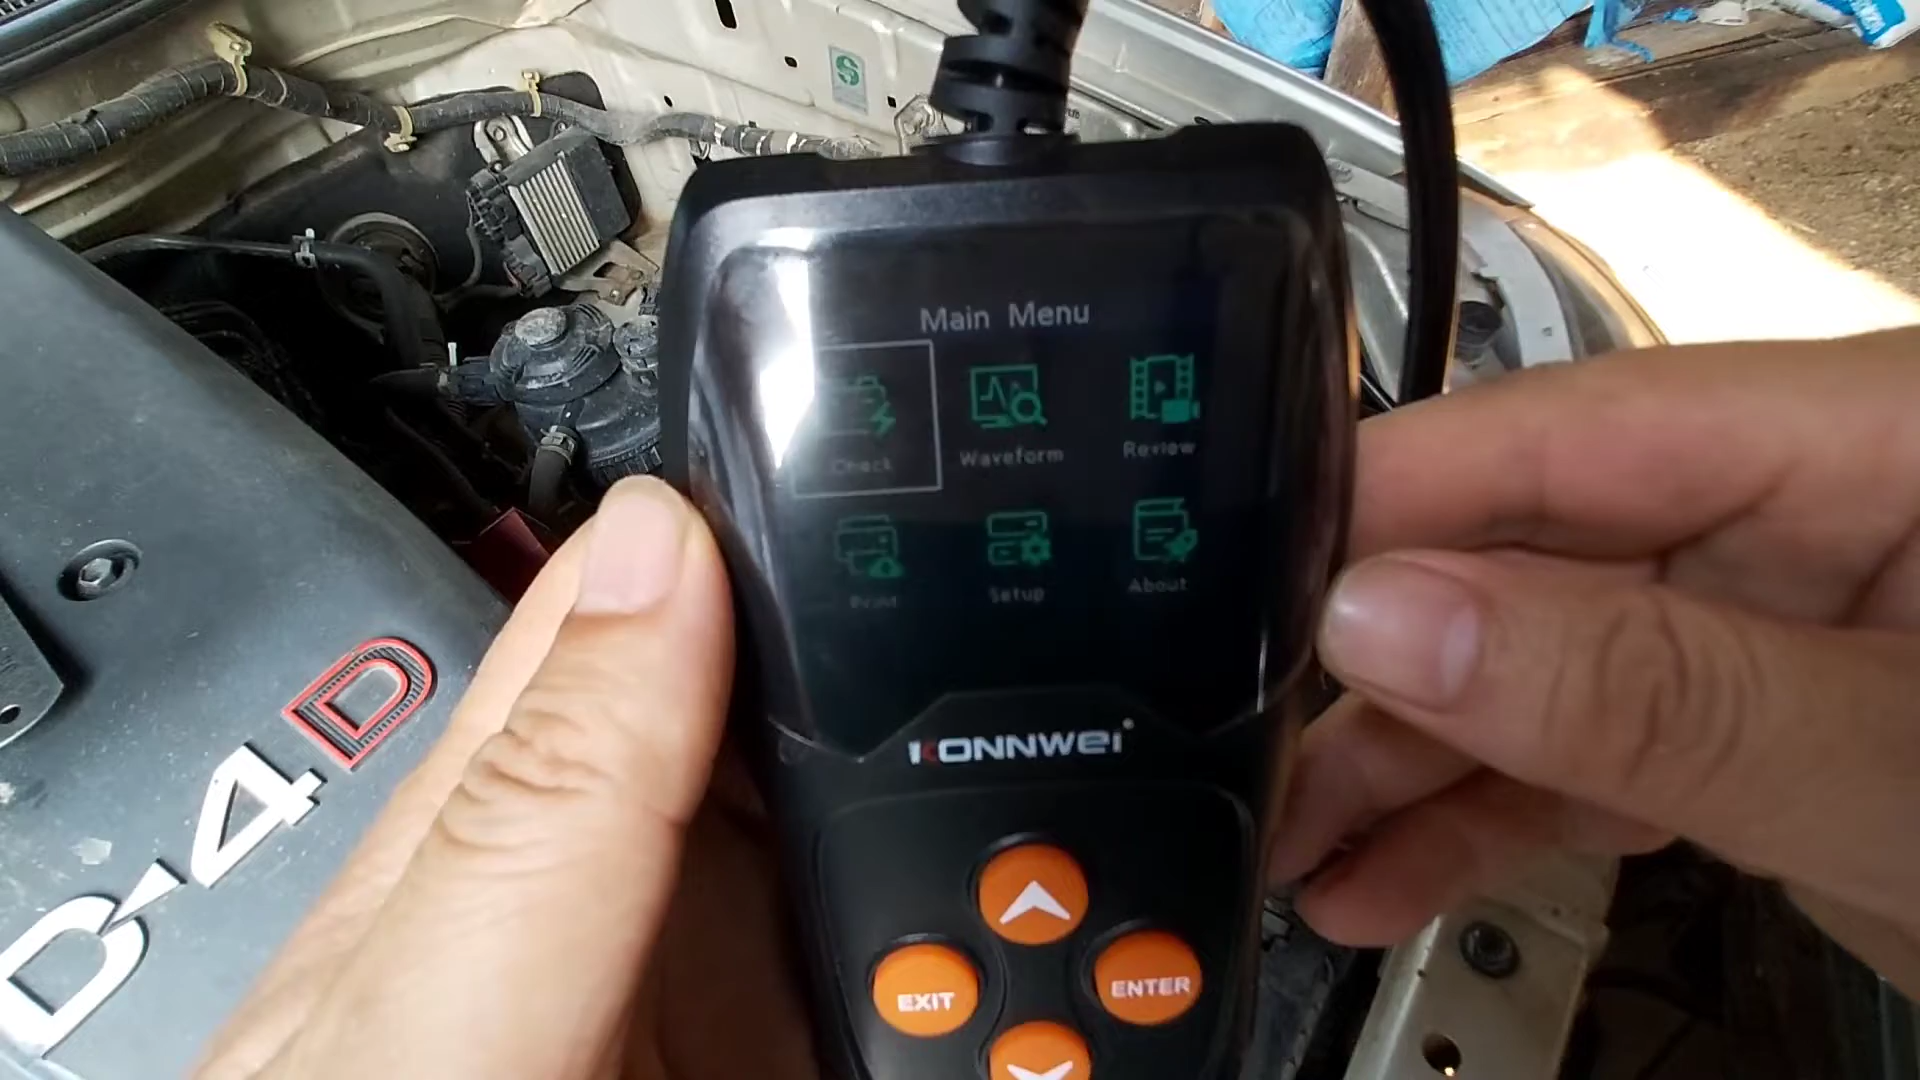 Main Menu
Check Waveform Review
Print Setup About
KONNWEI
EXIT ENTER
D-4D
S